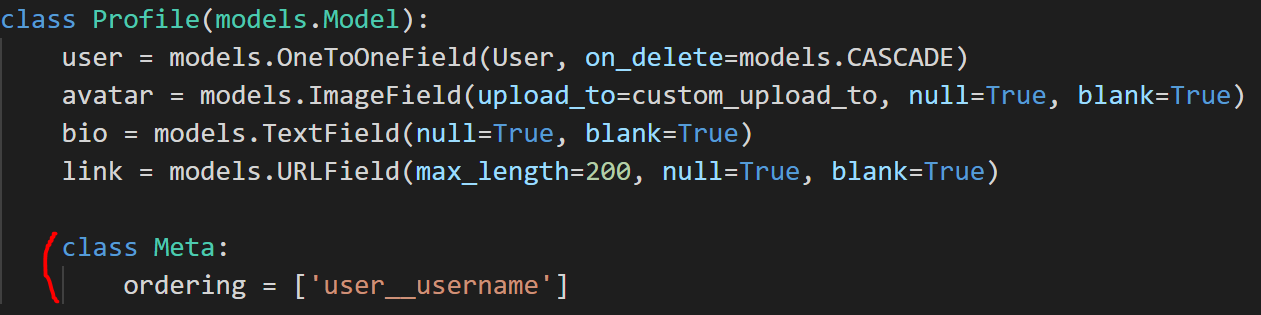 class Profile(models.Model):
    user = models.OneToOneField(User, on_delete=models.CASCADE)
    avatar = models.ImageField(upload_to=custom_upload_to, null=True, blank=True)
    bio = models.TextField(null=True, blank=True)
    link = models.URLField(max_length=200, null=True, blank=True)
    class Meta:
        ordering = ['user__username']